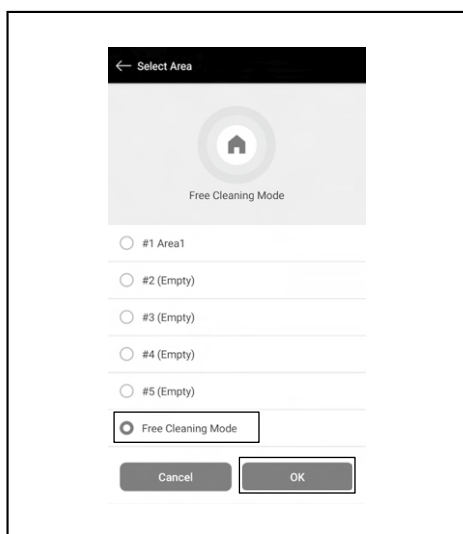 Select Area
Free Cleaning Mode
#1 Area1
#2 (Empty)
#3 (Empty)
#4 (Empty)
#5 (Empty)
Free Cleaning Mode
Cancel OK